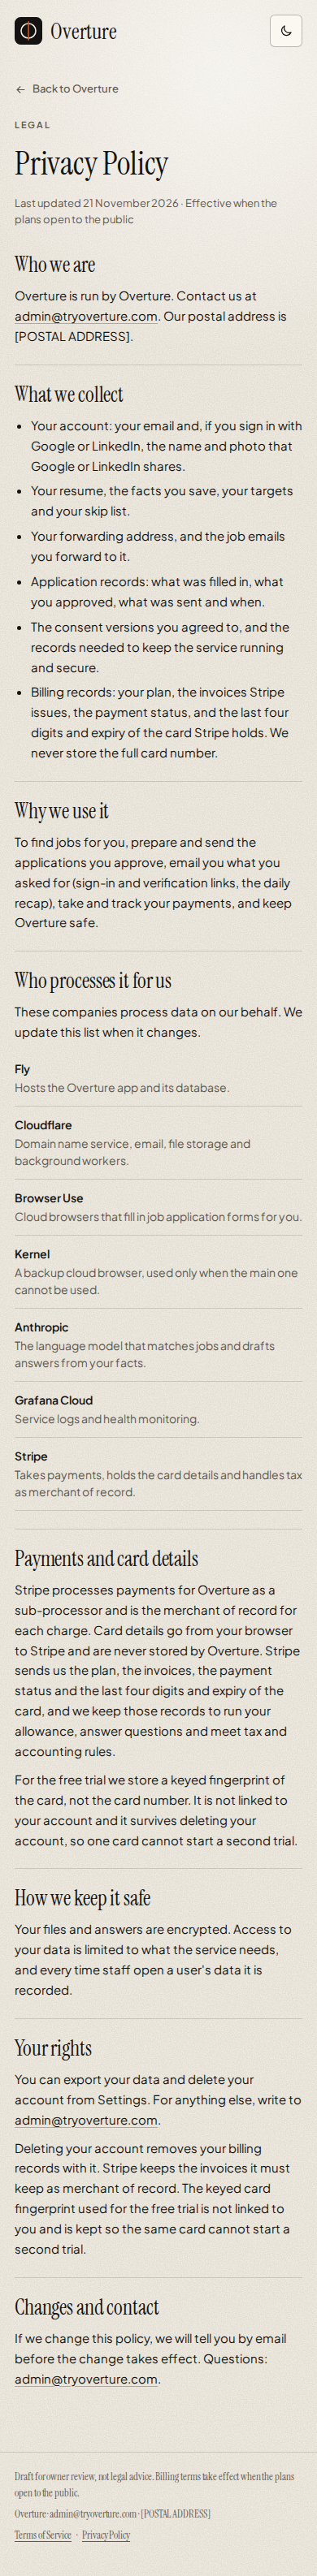 Overture
← Back to Overture
LEGAL
Privacy Policy
Last updated 21 November 2026 · Effective when the
plans open to the public
Who we are
Overture is run by Overture. Contact us at
admin@tryoverture.com. Our postal address is
[POSTAL ADDRESS].
What we collect
• Your account: your email and, if you sign in with
Google or LinkedIn, the name and photo that
Google or LinkedIn shares.
• Your resume, the facts you save, your targets
and your skip list.
• Your forwarding address, and the job emails
you forward to it.
• Application records: what was filled in, what
you approved, what was sent and when.
• The consent versions you agreed to, and the
records needed to keep the service running
and secure.
• Billing records: your plan, the invoices Stripe
issues, the payment status, and the last four
digits and expiry of the card Stripe holds. We
never store the full card number.
Why we use it
To find jobs for you, prepare and send the
applications you approve, email you what you
asked for (sign-in and verification links, the daily
recap), take and track your payments, and keep
Overture safe.
Who processes it for us
These companies process data on our behalf. We
update this list when it changes.
Fly
Hosts the Overture app and its database.
Cloudflare
Domain name service, email, file storage and
background workers.
Browser Use
Cloud browsers that fill in job application forms for you.
Kernel
A backup cloud browser, used only when the main one
cannot be used.
Anthropic
The language model that matches jobs and drafts
answers from your facts.
Grafana Cloud
Service logs and health monitoring.
Stripe
Takes payments, holds the card details and handles tax
as merchant of record.
Payments and card details
Stripe processes payments for Overture as a
sub-processor and is the merchant of record for
each charge. Card details go from your browser
to Stripe and are never stored by Overture. Stripe
sends us the plan, the invoices, the payment
status and the last four digits and expiry of the
card, and we keep those records to run your
allowance, answer questions and meet tax and
accounting rules.
For the free trial we store a keyed fingerprint of
the card, not the card number. It is not linked to
your account and it survives deleting your
account, so one card cannot start a second trial.
How we keep it safe
Your files and answers are encrypted. Access to
your data is limited to what the service needs,
and every time staff open a user's data it is
recorded.
Your rights
You can export your data and delete your
account from Settings. For anything else, write to
admin@tryoverture.com.
Deleting your account removes your billing
records with it. Stripe keeps the invoices it must
keep as merchant of record. The keyed card
fingerprint used for the free trial is not linked to
you and is kept so the same card cannot start a
second trial.
Changes and contact
If we change this policy, we will tell you by email
before the change takes effect. Questions:
admin@tryoverture.com.
Draft for owner review, not legal advice. Billing terms take effect when the plans
open to the public.
Overture · admin@tryoverture.com · [POSTAL ADDRESS]
Terms of Service · Privacy Policy